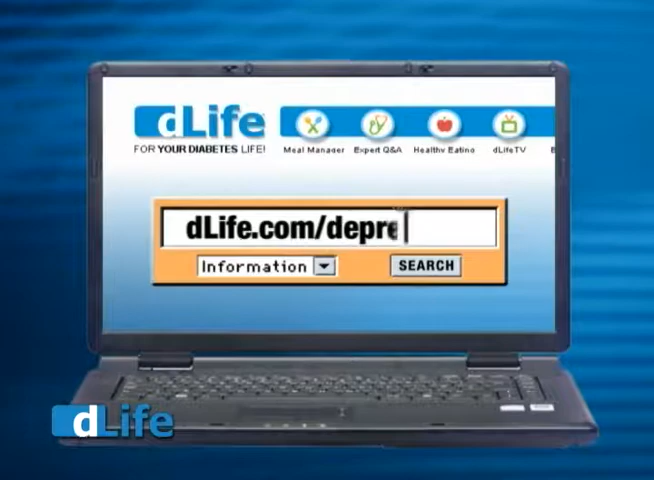 dLife
FOR YOUR DIABETES LIFE!
Meal Manager Expert Q&A Healthy Eating dLifeTV
dLife.com/depre
Information
SEARCH
dLife